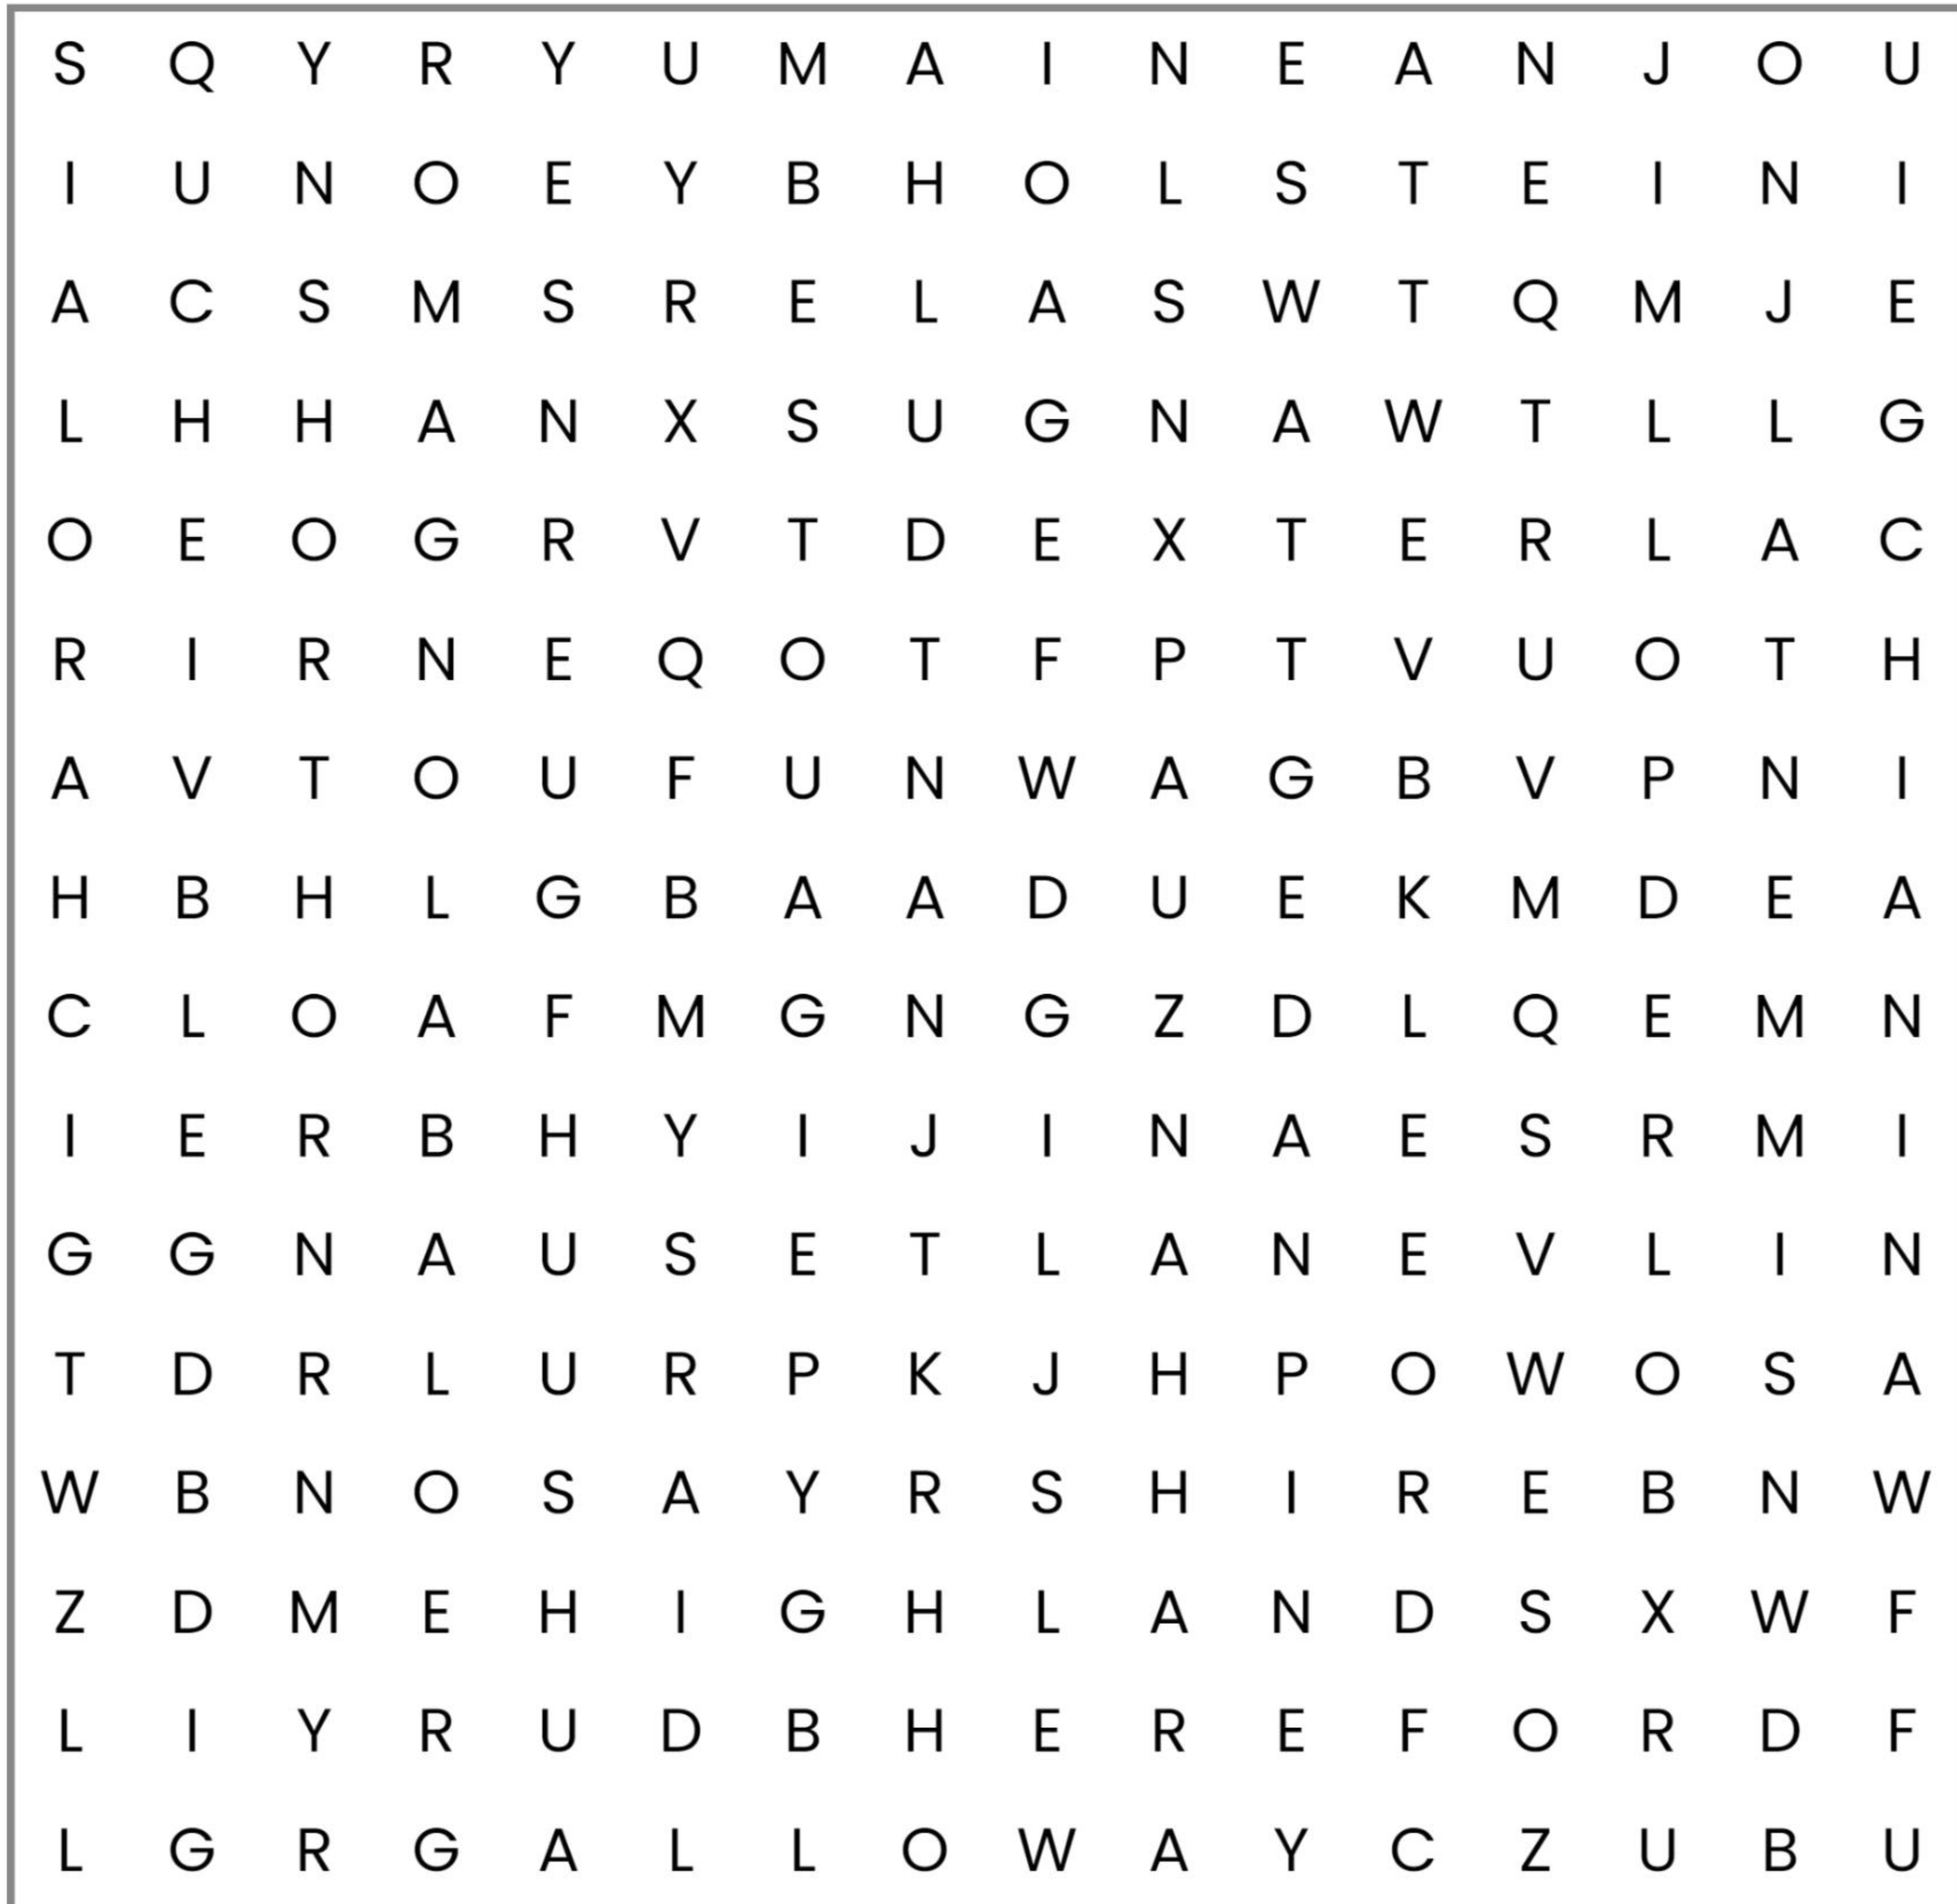 S Q Y R Y U M A I N E A N J O U
I U N O E Y B H O L S T E I N I
A C S M S R E L A S W T Q M J E
L H H A N X S U G N A W T L L G
O E O G R V T D E X T E R L A C
R I R N E Q O T F P T V U O T H
A V T O U F U N W A G B V P N I
H B H L G B A A D U E K M D E A
C L O A F M G N G Z D L Q E M N
I E R B H Y I J I N A E S R M I
G G N A U S E T L A N E V L I N
T D R L U R P K J H P O W O S A
W B N O S A Y R S H I R E B N W
Z D M E H I G H L A N D S X W F
L I Y R U D B H E R E F O R D F
L G R G A L L O W A Y C Z U B U